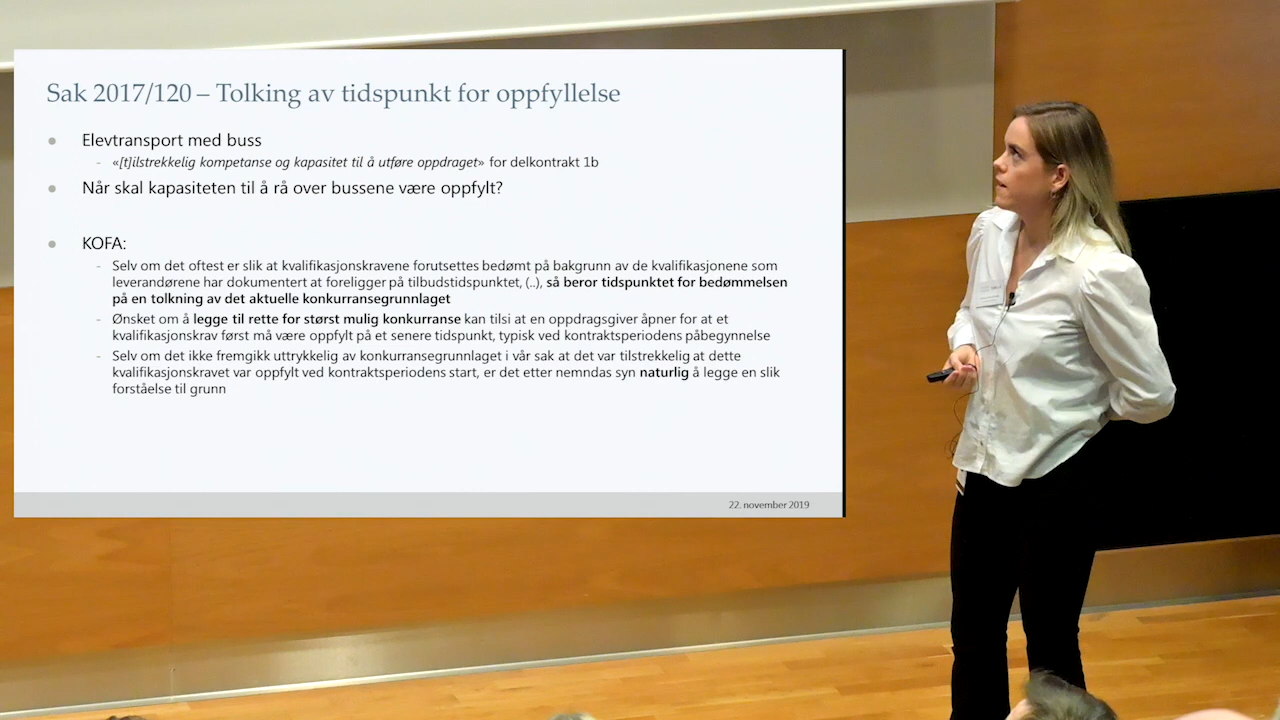 Sak 2017/120 – Tolking av tidspunkt for oppfyllelse
Elevtransport med buss
- «[t]ilstrekkelig kompetanse og kapasitet til å utføre oppdraget» for delkontrakt 1b
Når skal kapasiteten til å rå over bussene være oppfylt?
KOFA:
- Selv om det oftest er slik at kvalifikasjonskravene forutsettes bedømt på bakgrunn av de kvalifikasjonene som
leverandørene har dokumentert at foreligger på tilbudstidspunktet, (..), så beror tidspunktet for bedømmelsen
på en tolkning av det aktuelle konkurransegrunnlaget
- Ønsket om å legge til rette for størst mulig konkurranse kan tilsi at en oppdragsgiver åpner for at et
kvalifikasjonskrav først må være oppfylt på et senere tidspunkt, typisk ved kontraktsperiodens påbegynnelse
- Selv om det ikke fremgikk uttrykkelig av konkurransegrunnlaget i vår sak at det var tilstrekkelig at dette
kvalifikasjonskravet var oppfylt ved kontraktsperiodens start, er det etter nemndas syn naturlig å legge en slik
forståelse til grunn
22. november 2019